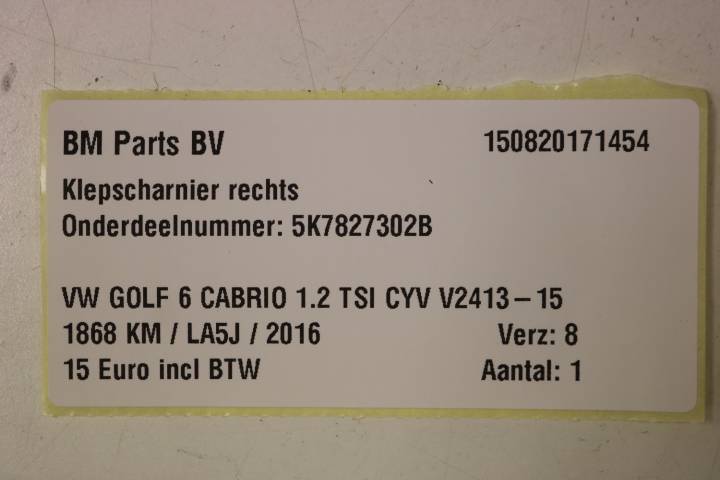 BM Parts BV 150820171454
Klepscharnier rechts
Onderdeelnummer: 5K7827302B
VW GOLF 6 CABRIO 1.2 TSI CYV V2413-15
1868 KM / LA5J / 2016 Verz: 8
15 Euro incl BTW Aantal: 1